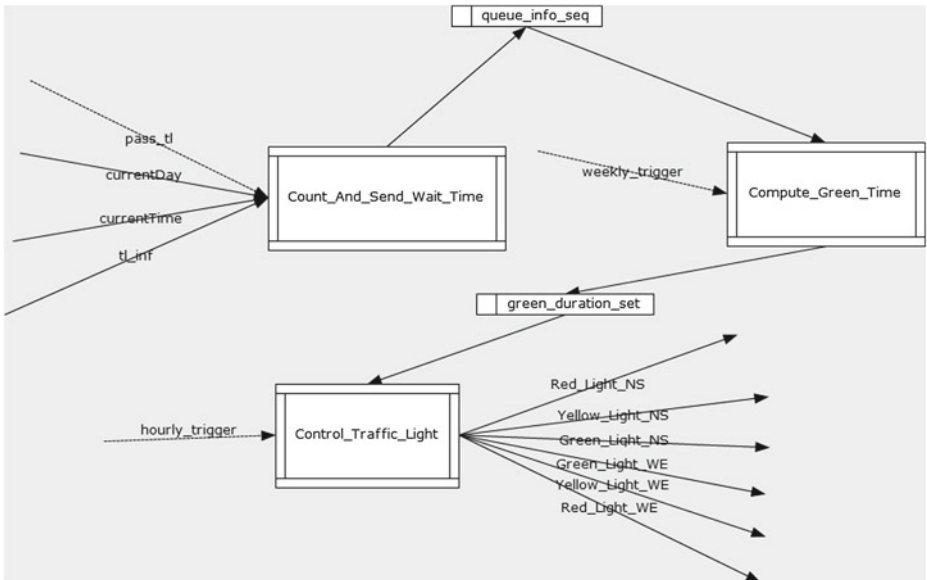 queue_info_seq
pass_tl
currentDay
currentTime
tl_inf
Count_And_Send_Wait_Time
weekly_trigger
Compute_Green_Time
green_duration_set
hourly_trigger
Control_Traffic_Light
Red_Light_NS
Yellow_Light_NS
Green_Light_NS
Green_Light_WE
Yellow_Light_WE
Red_Light_WE